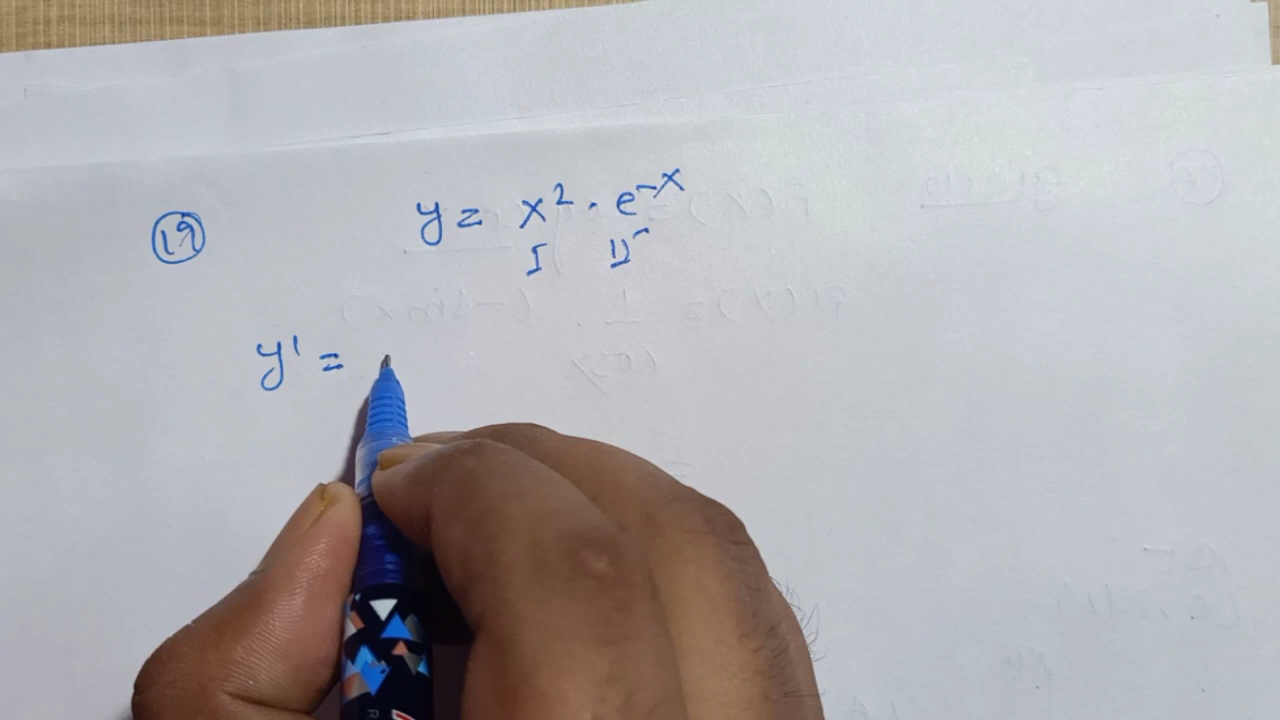 (19) y = x² · e⁻ˣ
I II
y' =